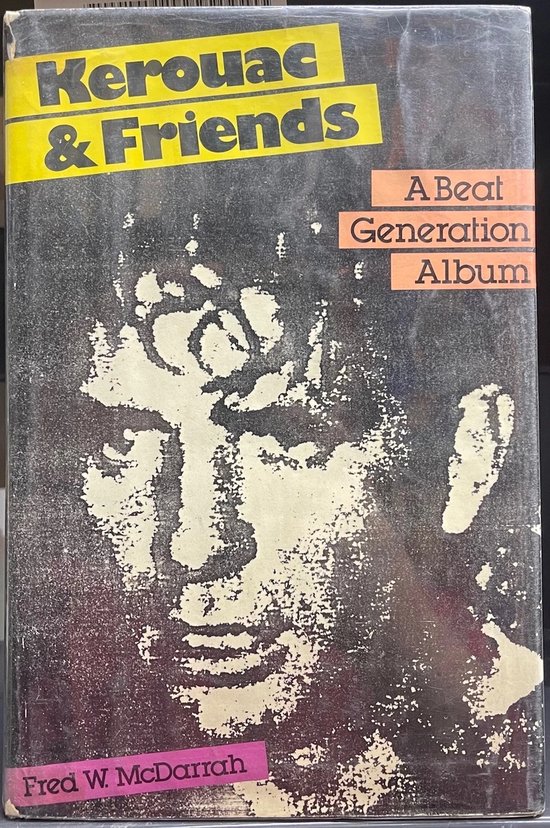 Kerouac
& Friends
A Beat
Generation
Album
Fred W. McDarrah